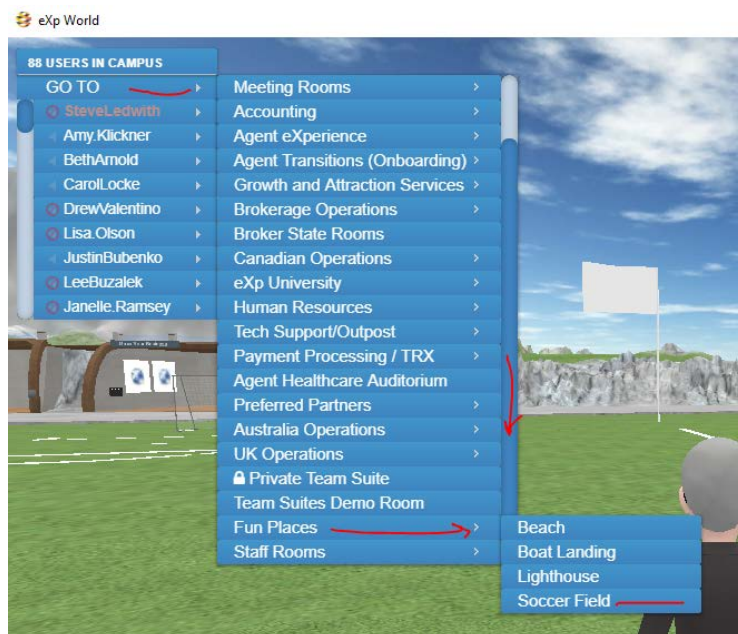 eXp World
88 USERS IN CAMPUS
GO TO
SteveLedwith
Amy.Klickner
BethArnold
CarolLocke
DrewValentino
Lisa.Olson
JustinBubenko
LeeBuzalek
Janelle.Ramsey
Meeting Rooms
Accounting
Agent eXperience
Agent Transitions (Onboarding)
Growth and Attraction Services
Brokerage Operations
Broker State Rooms
Canadian Operations
eXp University
Human Resources
Tech Support/Outpost
Payment Processing / TRX
Agent Healthcare Auditorium
Preferred Partners
Australia Operations
UK Operations
Private Team Suite
Team Suites Demo Room
Fun Places
Staff Rooms
Beach
Boat Landing
Lighthouse
Soccer Field